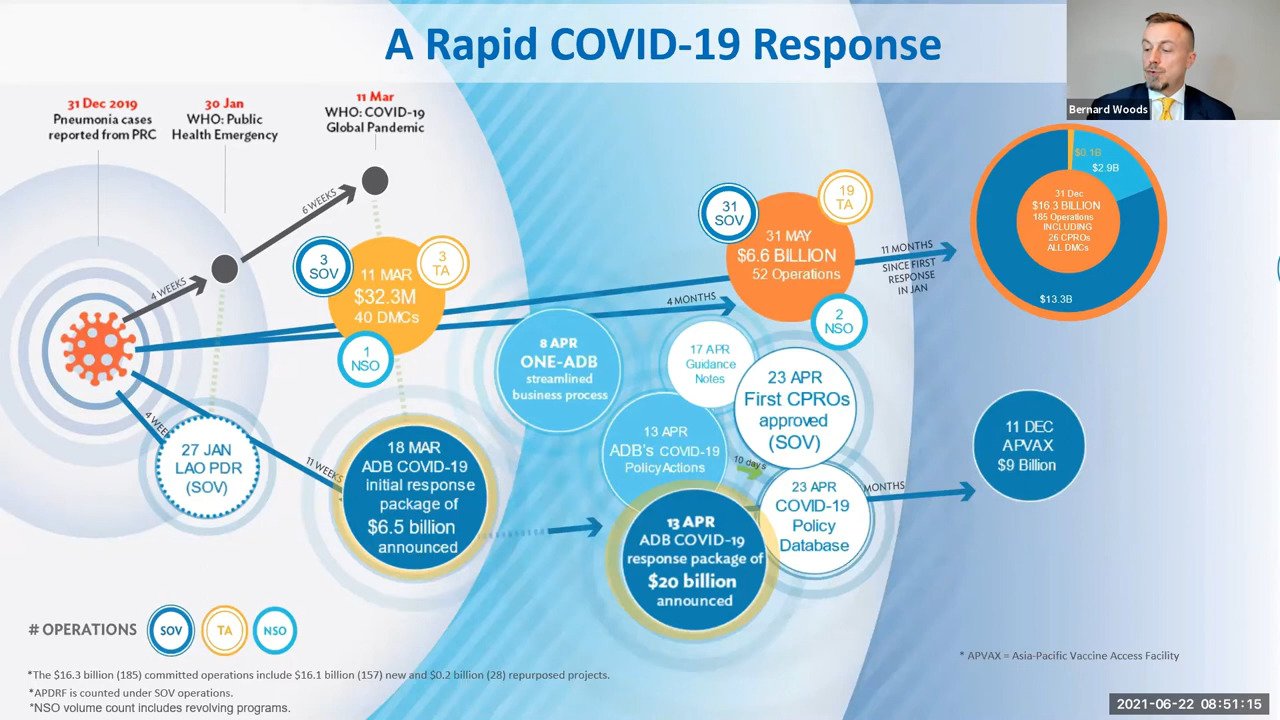 A Rapid COVID-19 Response
Bernard Woods
31 Dec 2019
Pneumonia cases
reported from PRC
30 Jan
WHO: Public
Health Emergency
11 Mar
WHO: COVID-19
Global Pandemic
4 WEEKS
6 WEEKS
3
SOV
3
TA
11 MAR
$32.3M
40 DMCs
1
NSO
31
SOV
19
TA
31 MAY
$6.6 BILLION
52 Operations
2
NSO
4 MONTHS
11 MONTHS
SINCE FIRST
RESPONSE
IN JAN
$0.1B
$2.9B
31 Dec
$16.3 BILLION
185 Operations
INCLUDING
26 CPROs
ALL DMCs
$13.3B
8 APR
ONE-ADB
streamlined
business process
17 APR
Guidance
Notes
23 APR
First CPROs
approved
(SOV)
13 APR
ADB's COVID-19
Policy Actions
10 days
4 WEEK
27 JAN
LAO PDR
(SOV)
11 WEEKS
18 MAR
ADB COVID-19
initial response
package of
$6.5 billion
announced
13 APR
ADB COVID-19
response package of
$20 billion
announced
23 APR
COVID-19
Policy
Database
MONTHS
11 DEC
APVAX
$9 Billion
# OPERATIONS
SOV
TA
NSO
*The $16.3 billion (185) committed operations include $16.1 billion (157) new and $0.2 billion (28) repurposed projects.
*APDRF is counted under SOV operations.
*NSO volume count includes revolving programs.
* APVAX = Asia-Pacific Vaccine Access Facility
2021-06-22 08:51:15